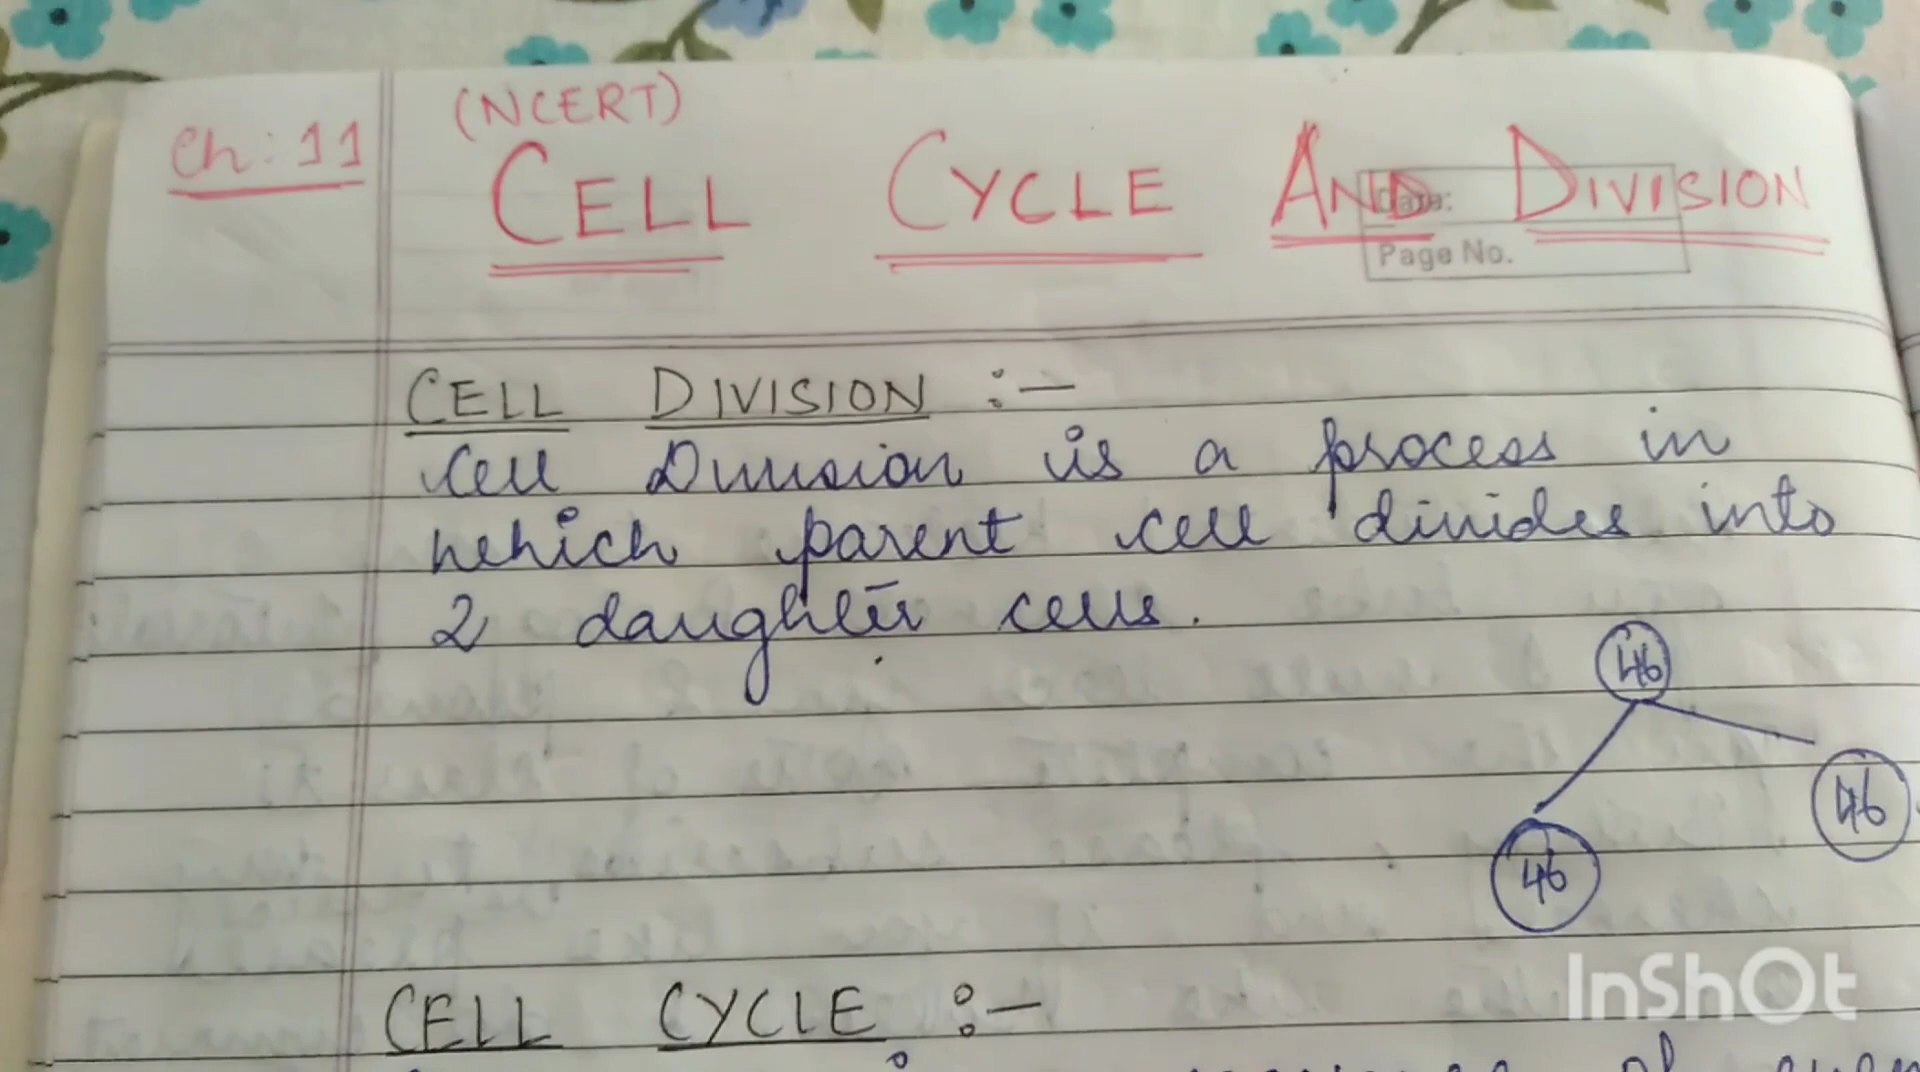 (NCERT)
Ch: 11
CELL CYCLE AND DIVISION
Date:
Page No.
CELL DIVISION :-
Cell Division is a process in
which parent cell divides into
2 daughter cells.
46
46
46
InShOt
CELL CYCLE :-
of